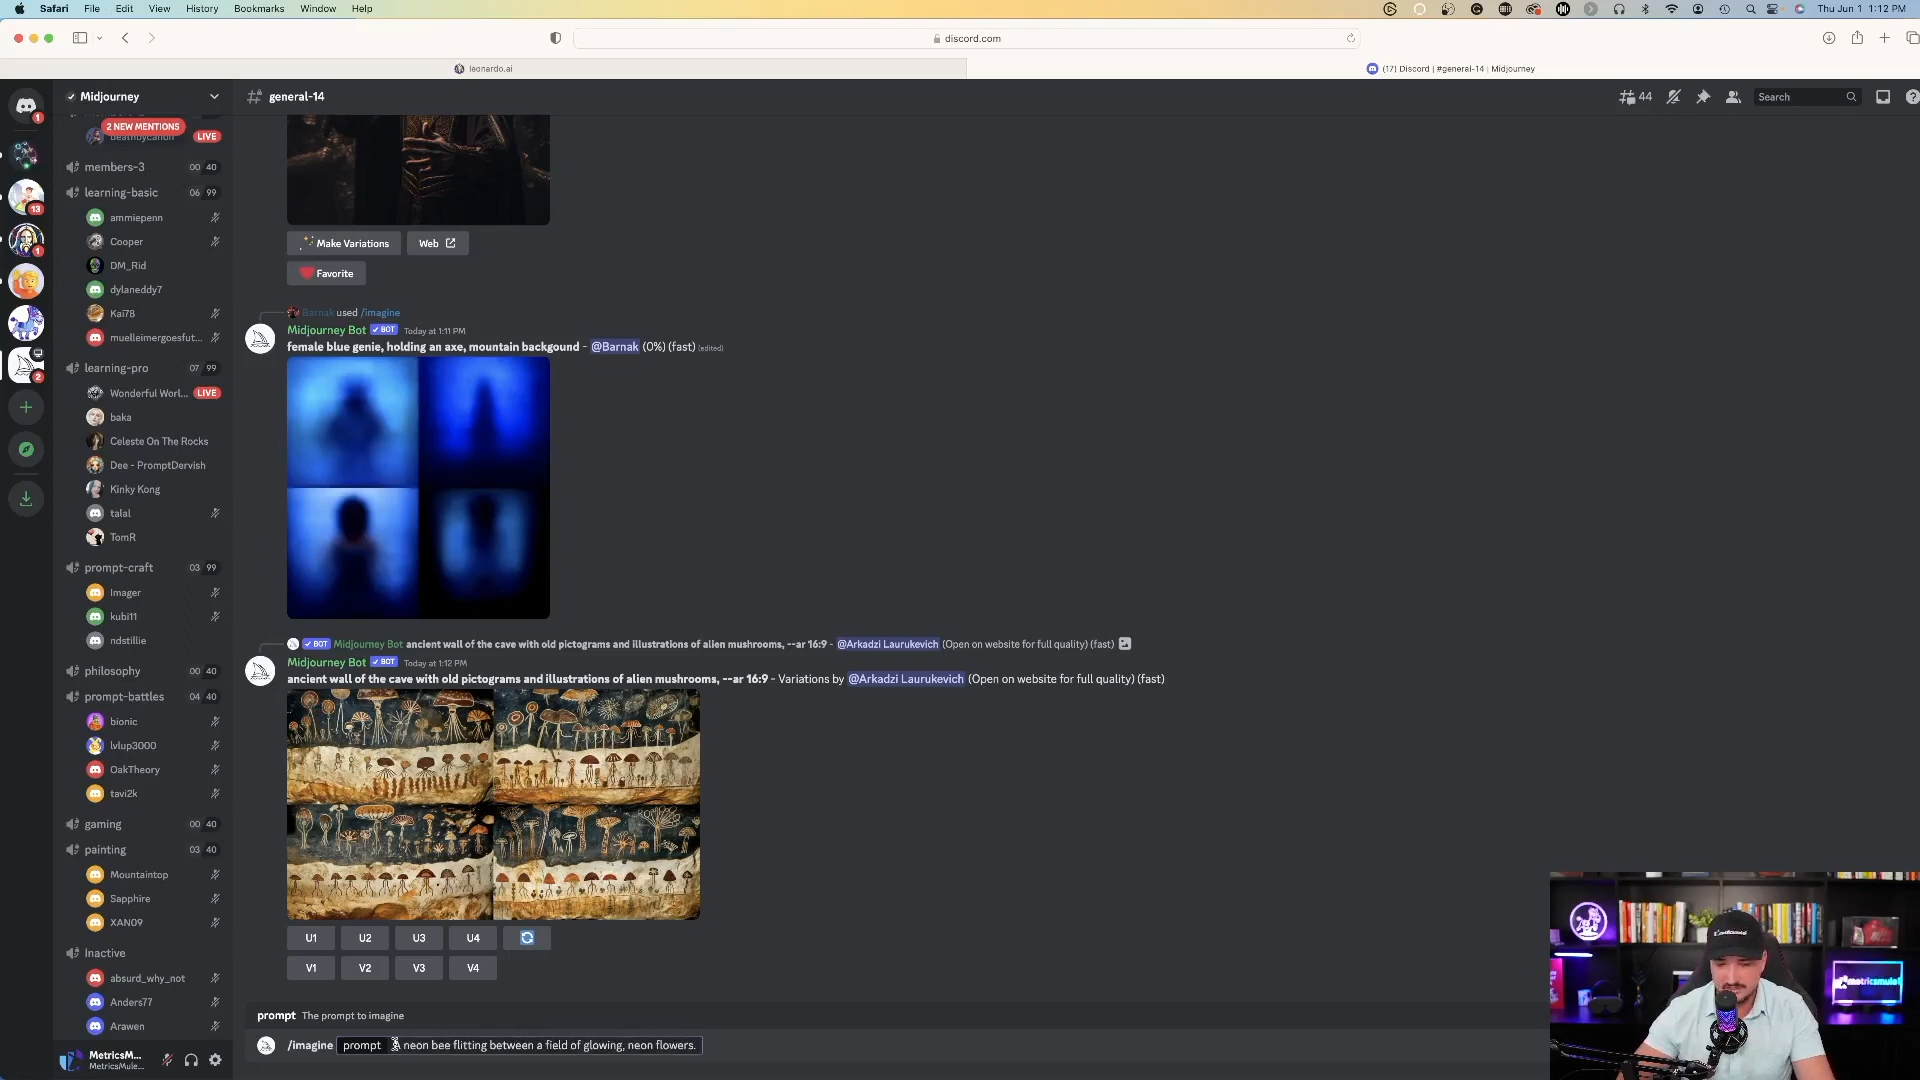 Safari File Edit View History Bookmarks Window Help Thu Jun 1 1:12 PM
discord.com
leonardo.ai
(17) Discord | #general-14 | Midjourney
Midjourney
general-14
44
Search
1
13
1
2
2 NEW MENTIONS
deathbycanon LIVE
members-3 00 40
learning-basic 06 99
ammiepenn
Cooper
DM_Rid
dylaneddy7
Kai78
muelleimergoesfut...
learning-pro 07 99
Wonderful Worl... LIVE
baka
Celeste On The Rocks
Dee - PromptDervish
Kinky Kong
talal
TomR
prompt-craft 03 99
Imager
kubi11
ndstillie
philosophy 00 40
prompt-battles 04 40
bionic
lvlup3000
OakTheory
tavi2k
gaming 00 40
painting 03 40
Mountaintop
Sapphire
XAN09
Inactive
absurd_why_not
Anders77
Arawen
MetricsM...
MetricsMule...
Make Variations Web
Favorite
Barnak used /imagine
Midjourney Bot BOT Today at 1:11 PM
female blue genie, holding an axe, mountain backgound - @Barnak (0%) (fast) (edited)
BOT Midjourney Bot ancient wall of the cave with old pictograms and illustrations of alien mushrooms, --ar 16:9 - @Arkadzi Laurukevich (Open on website for full quality) (fast)
Midjourney Bot BOT Today at 1:12 PM
ancient wall of the cave with old pictograms and illustrations of alien mushrooms, --ar 16:9 - Variations by @Arkadzi Laurukevich (Open on website for full quality) (fast)
U1 U2 U3 U4
V1 V2 V3 V4
prompt The prompt to imagine
/imagine prompt A neon bee flitting between a field of glowing, neon flowers.
metricsmule